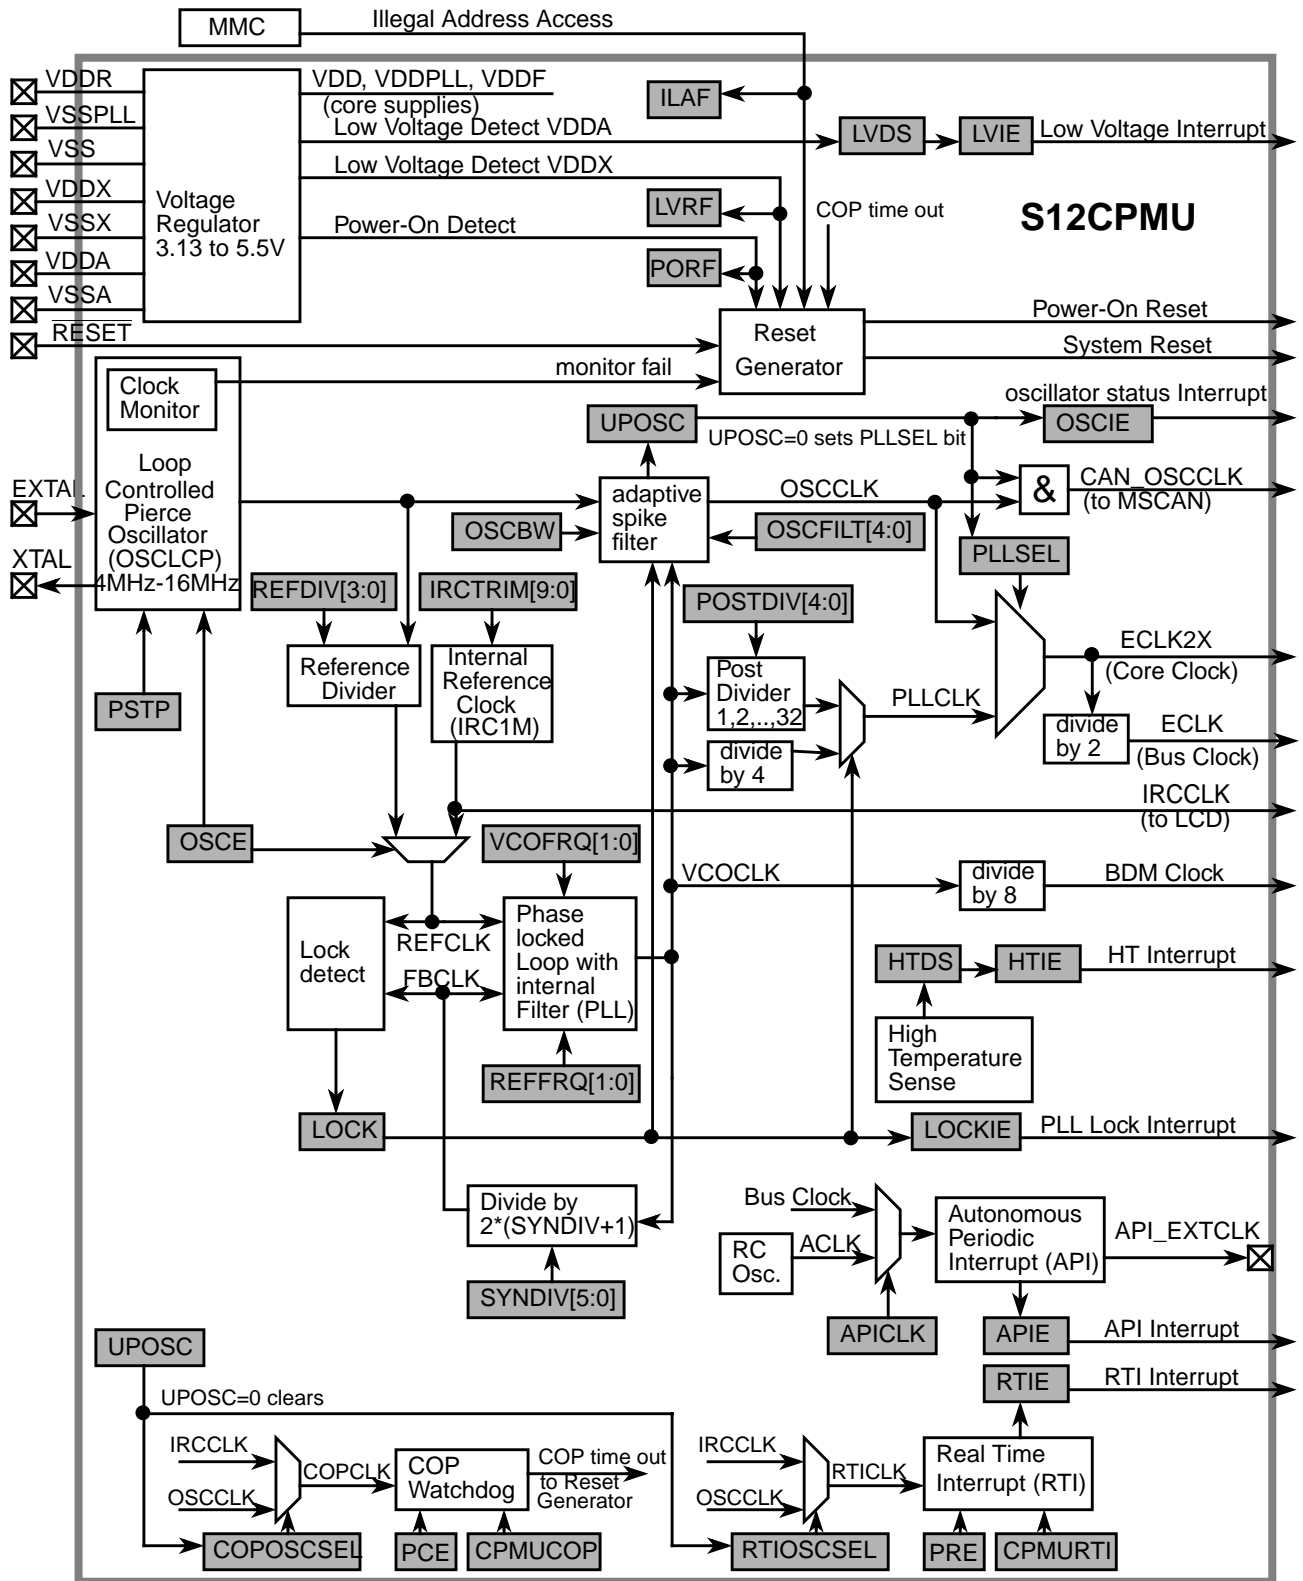 MMC
Illegal Address Access
VDDR
VSSPLL
VSS
VDDX
VSSX
VDDA
VSSA
RESET
Voltage
Regulator
3.13 to 5.5V
VDD, VDDPLL, VDDF
(core supplies)
Low Voltage Detect VDDA
Low Voltage Detect VDDX
Power-On Detect
ILAF
LVRF
PORF
LVDS
LVIE
Low Voltage Interrupt
COP time out
S12CPMU
Reset
Generator
Power-On Reset
System Reset
monitor fail
Clock
Monitor
Loop
Controlled
Pierce
Oscillator
(OSCLCP)
4MHz-16MHz
EXTAL
XTAL
UPOSC
UPOSC=0 sets PLLSEL bit
oscillator status Interrupt
OSCIE
adaptive
spike
filter
OSCCLK
OSCBW
OSCFILT[4:0]
&
CAN_OSCCLK
(to MSCAN)
PLLSEL
REFDIV[3:0]
IRCTRIM[9:0]
POSTDIV[4:0]
Reference
Divider
Internal
Reference
Clock
(IRC1M)
Post
Divider
1,2,..,32
PLLCLK
divide
by 4
ECLK2X
(Core Clock)
divide
by 2
ECLK
(Bus Clock)
IRCCLK
(to LCD)
PSTP
OSCE
VCOFRQ[1:0]
VCOCLK
divide
by 8
BDM Clock
Lock
detect
REFCLK
FBCLK
Phase
locked
Loop with
internal
Filter (PLL)
REFFRQ[1:0]
HTDS
HTIE
HT Interrupt
High
Temperature
Sense
LOCK
LOCKIE
PLL Lock Interrupt
Divide by
2*(SYNDIV+1)
SYNDIV[5:0]
Bus Clock
RC
Osc.
ACLK
Autonomous
Periodic
Interrupt (API)
API_EXTCLK
APICLK
APIE
API Interrupt
RTIE
RTI Interrupt
UPOSC
UPOSC=0 clears
IRCCLK
OSCCLK
COPCLK
COP
Watchdog
COP time out
to Reset
Generator
IRCCLK
OSCCLK
RTICLK
Real Time
Interrupt (RTI)
COPOSCSEL
PCE
CPMUCOP
RTIOSCSEL
PRE
CPMURTI